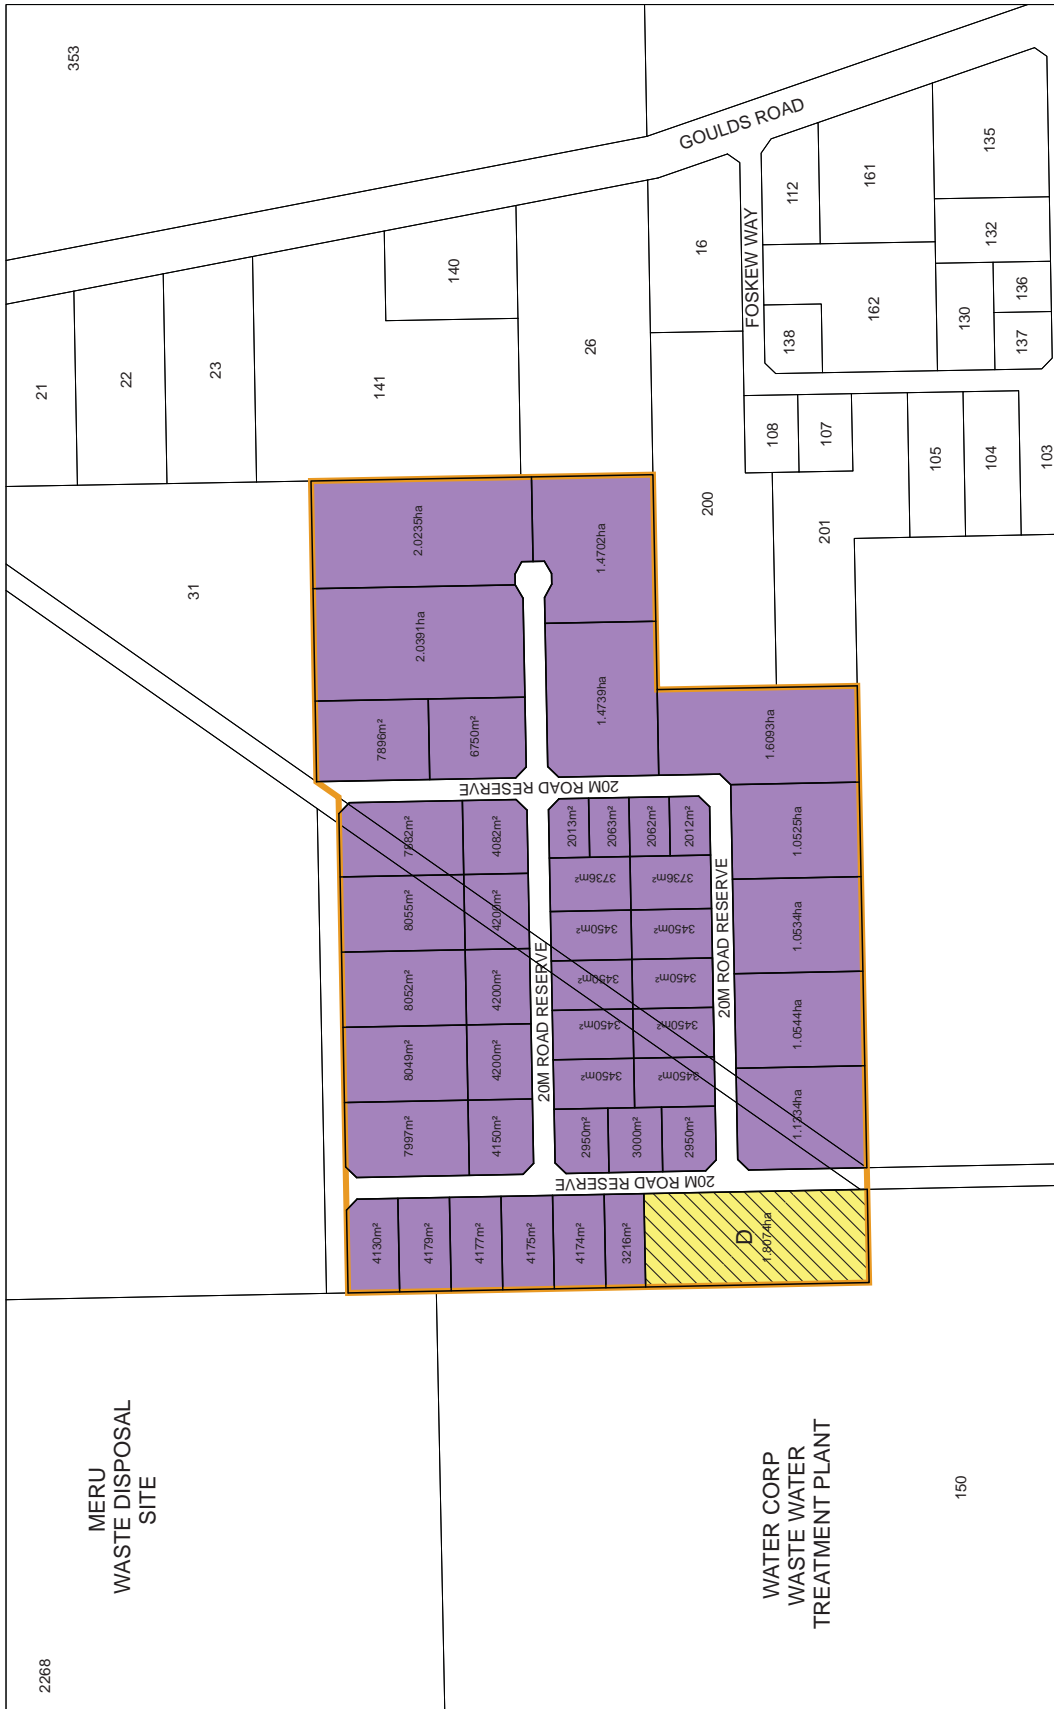 353
GOULDS ROAD
21
22
23
141
140
26
16
FOSKEW WAY
112
161
135
132
136
137
130
162
138
108
107
105
104
103
200
201
31
2.0235ha
1.4702ha
2.0391ha
1.4739ha
7896m²
6750m²
1.6093ha
20M ROAD RESERVE
7882m²
4082m²
2013m²
2063m²
2062m²
2012m²
1.0525ha
8055m²
4200m²
3736m²
3736m²
3450m²
3450m²
1.0534ha
8052m²
4200m²
3450m²
3450m²
20M ROAD RESERVE
20M ROAD RESERVE
8049m²
4200m²
3450m²
3450m²
1.0544ha
3450m²
3450m²
7997m²
4150m²
2950m²
3000m²
2950m²
1.1334ha
20M ROAD RESERVE
4130m²
4179m²
4177m²
4175m²
4174m²
3216m²
D
1.8074ha
MERU
WASTE DISPOSAL
SITE
2268
WATER CORP
WASTE WATER
TREATMENT PLANT
150